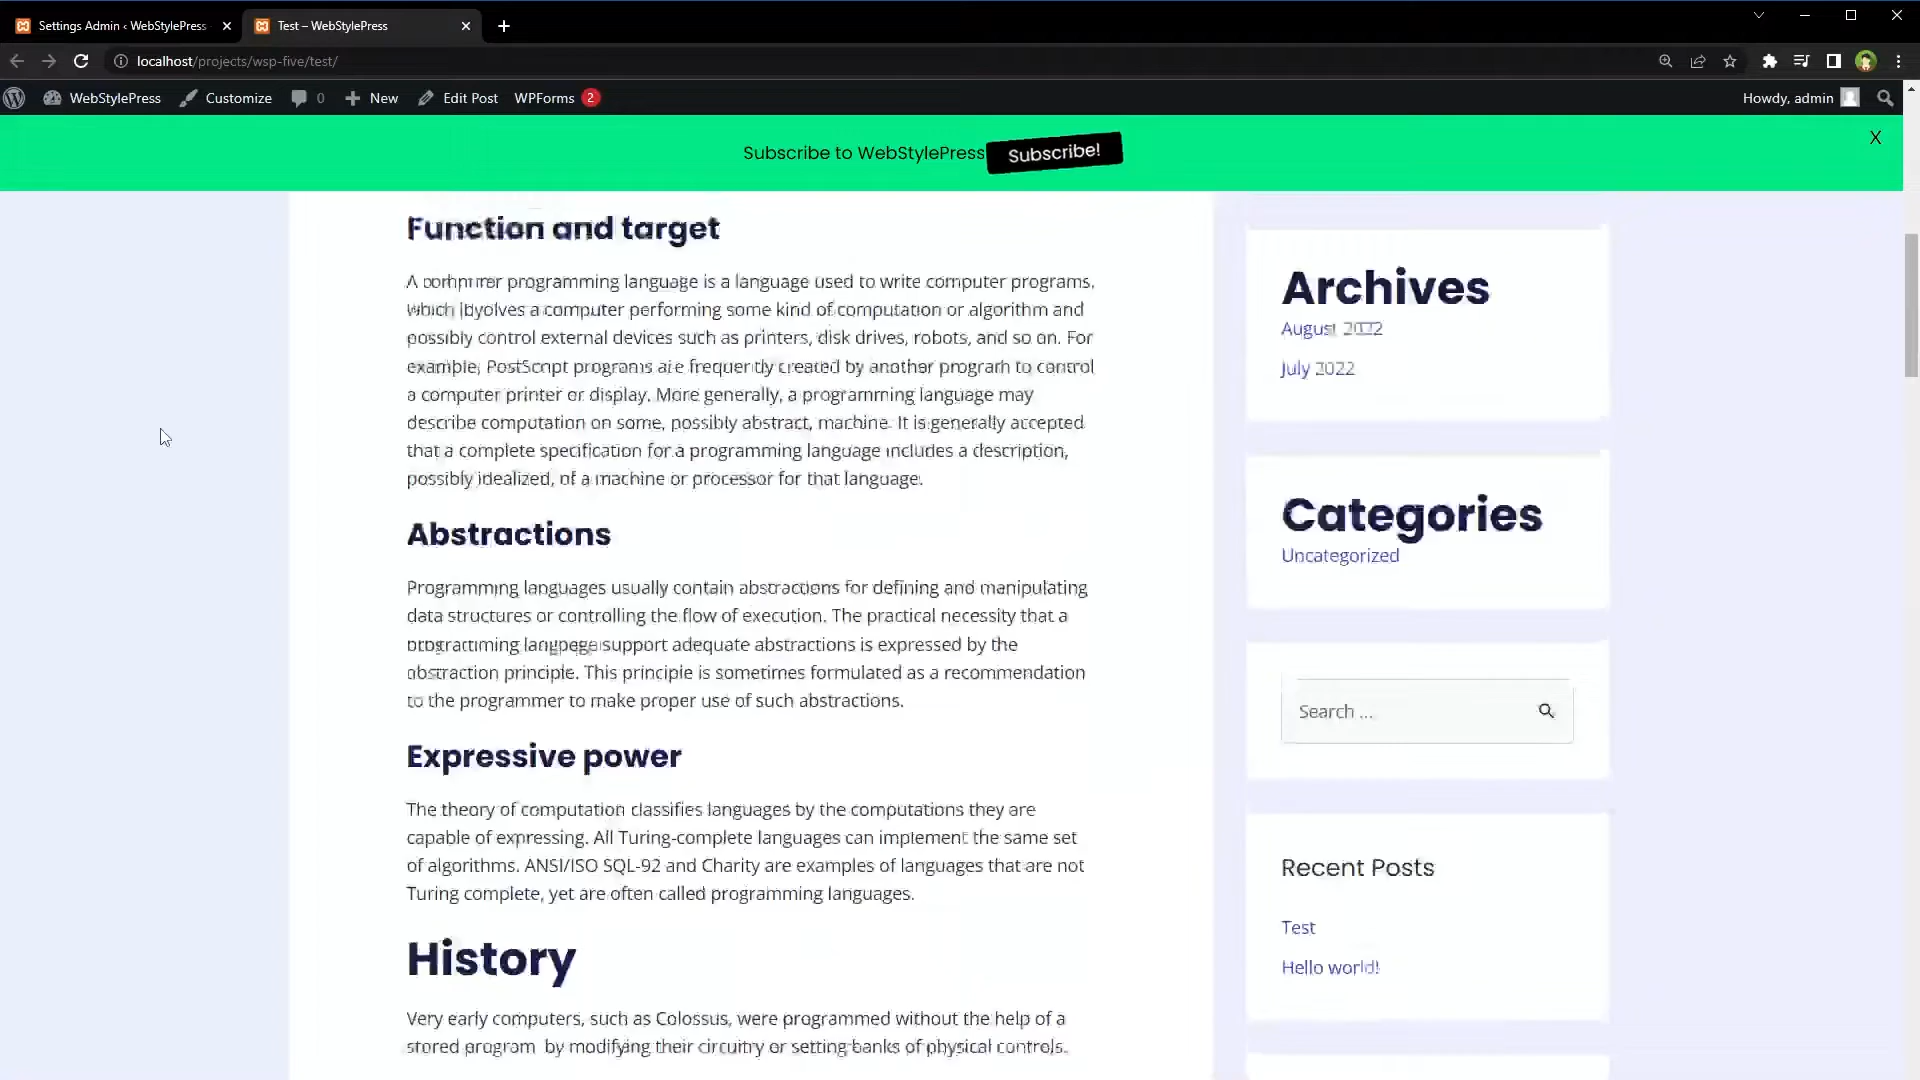 Settings Admin ‹ WebStylePress
Test – WebStylePress
localhost/projects/wsp-five/test/
WebStylePress
Customize
0
New
Edit Post
WPForms 2
Howdy, admin
Subscribe to WebStylePress Subscribe!
X
Function and target
A computer programming language is a language used to write computer programs,
which involves a computer performing some kind of computation or algorithm and
possibly control external devices such as printers, disk drives, robots, and so on. For
example, PostScript programs are frequently created by another program to control
a computer printer or display. More generally, a programming language may
describe computation on some, possibly abstract, machine. It is generally accepted
that a complete specification for a programming language includes a description,
possibly idealized, of a machine or processor for that language.
Abstractions
Programming languages usually contain abstractions for defining and manipulating
data structures or controlling the flow of execution. The practical necessity that a
programming language support adequate abstractions is expressed by the
abstraction principle. This principle is sometimes formulated as a recommendation
to the programmer to make proper use of such abstractions.
Expressive power
The theory of computation classifies languages by the computations they are
capable of expressing. All Turing-complete languages can implement the same set
of algorithms. ANSI/ISO SQL-92 and Charity are examples of languages that are not
Turing complete, yet are often called programming languages.
History
Very early computers, such as Colossus, were programmed without the help of a
stored program, by modifying their circuitry or setting banks of physical controls.
Archives
August 2022
July 2022
Categories
Uncategorized
Search ...
Recent Posts
Test
Hello world!